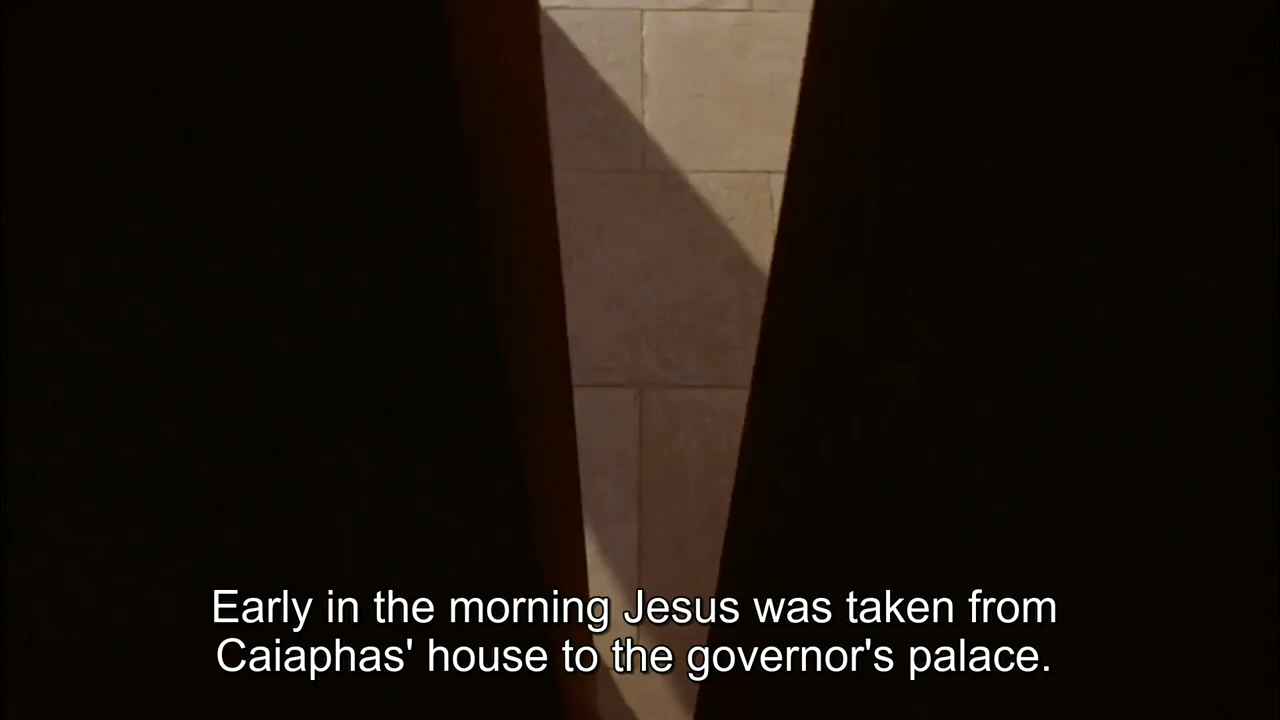 Early in the morning Jesus was taken from
Caiaphas' house to the governor's palace.